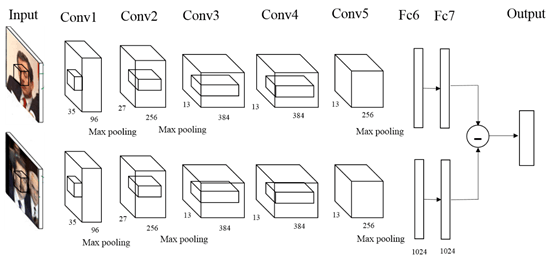 Input Conv1 Conv2 Conv3 Conv4 Conv5 Fc6 Fc7 Output
35 96 27 256 13 384 13 384 13 256
Max pooling Max pooling Max pooling
35 96 27 256 13 384 13 384 13 256
Max pooling Max pooling Max pooling
1024 1024